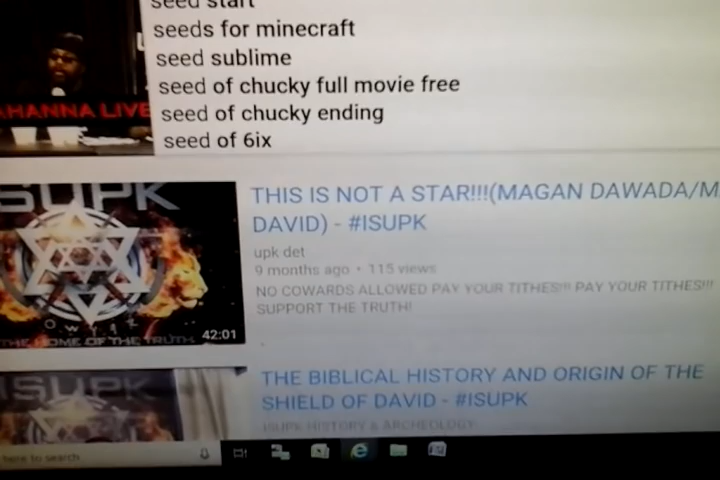 seed start
seeds for minecraft
seed sublime
seed of chucky full movie free
seed of chucky ending
seed of 6ix
AHANNA LIVE
ISUPK
THE HOME OF THE TRUTH
42:01
THIS IS NOT A STAR!!!(MAGAN DAWADA/M
DAVID) - #ISUPK
upk det
9 months ago • 115 views
NO COWARDS ALLOWED PAY YOUR TITHES!!! PAY YOUR TITHES!!!
SUPPORT THE TRUTH!
ISUPK
THE BIBLICAL HISTORY AND ORIGIN OF THE
SHIELD OF DAVID - #ISUPK
ISUPK HISTORY & ARCHEOLOGY
here to search